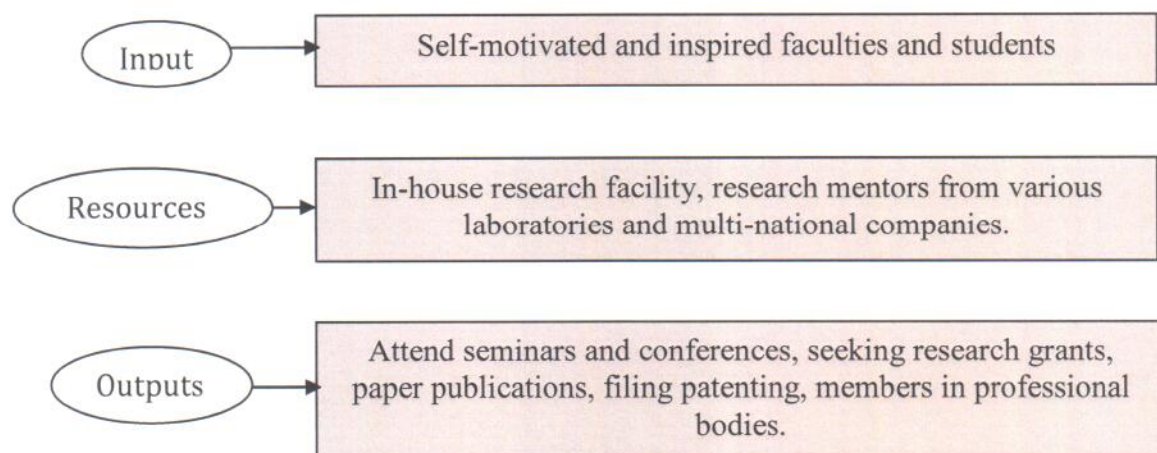 Input
Self-motivated and inspired faculties and students
Resources
In-house research facility, research mentors from various
laboratories and multi-national companies.
Outputs
Attend seminars and conferences, seeking research grants,
paper publications, filing patenting, members in professional
bodies.